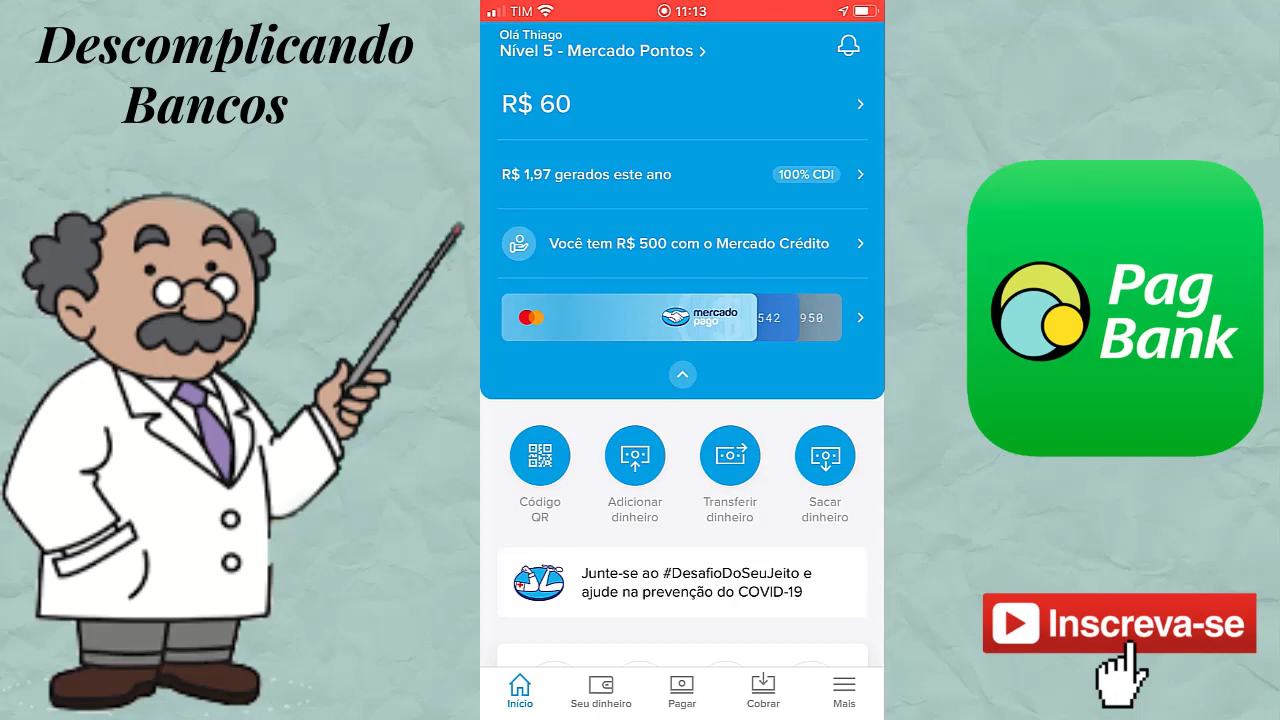 Descomplicando
Bancos
TIM
11:13
Olá Thiago
Nível 5 - Mercado Pontos
R$ 60
R$ 1,97 gerados este ano
100% CDI
Você tem R$ 500 com o Mercado Crédito
mercado
pago
542
950
Código
QR
Adicionar
dinheiro
Transferir
dinheiro
Sacar
dinheiro
Junte-se ao #DesafioDoSeuJeito e
ajude na prevenção do COVID-19
Início
Seu dinheiro
Pagar
Cobrar
Mais
Pag
Bank
Inscreva-se